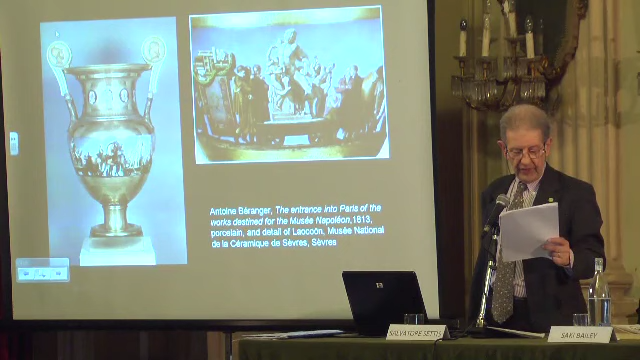 Antoine Béranger, The entrance into Paris of the
works destined for the Musée Napoléon,1813,
porcelain, and detail of Laocoön, Musée National
de la Céramique de Sèvres, Sèvres
SALVATORE SETTIS
SAKI BAILEY
hp